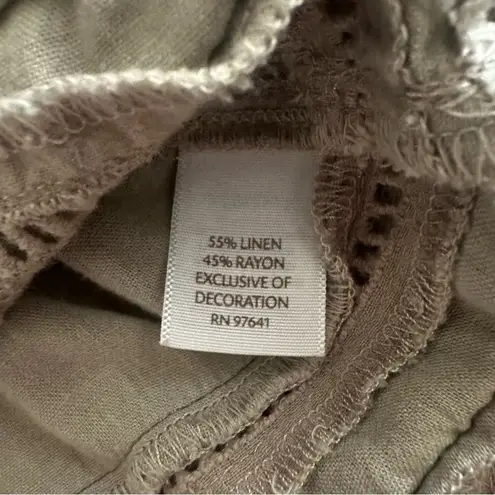 55% LINEN
45% RAYON
EXCLUSIVE OF
DECORATION
RN 97641